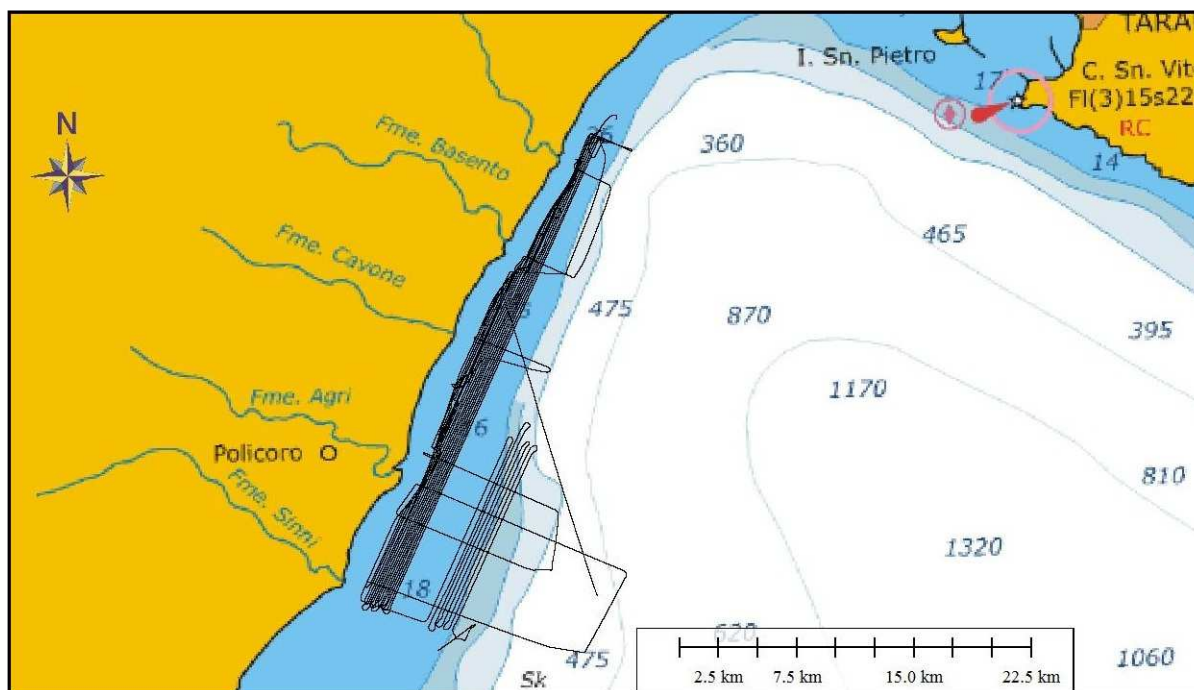 TARA
I. Sn. Pietro
17
C. Sn. Vit
Fl(3)15s22
RC
N
Fme. Basento
360
14
465
Fme. Cavone
475
870
395
1170
Fme. Agri
6
Policoro
810
Fme. Sinni
1320
18
620
475
1060
Sk
2.5 km 7.5 km 15.0 km 22.5 km